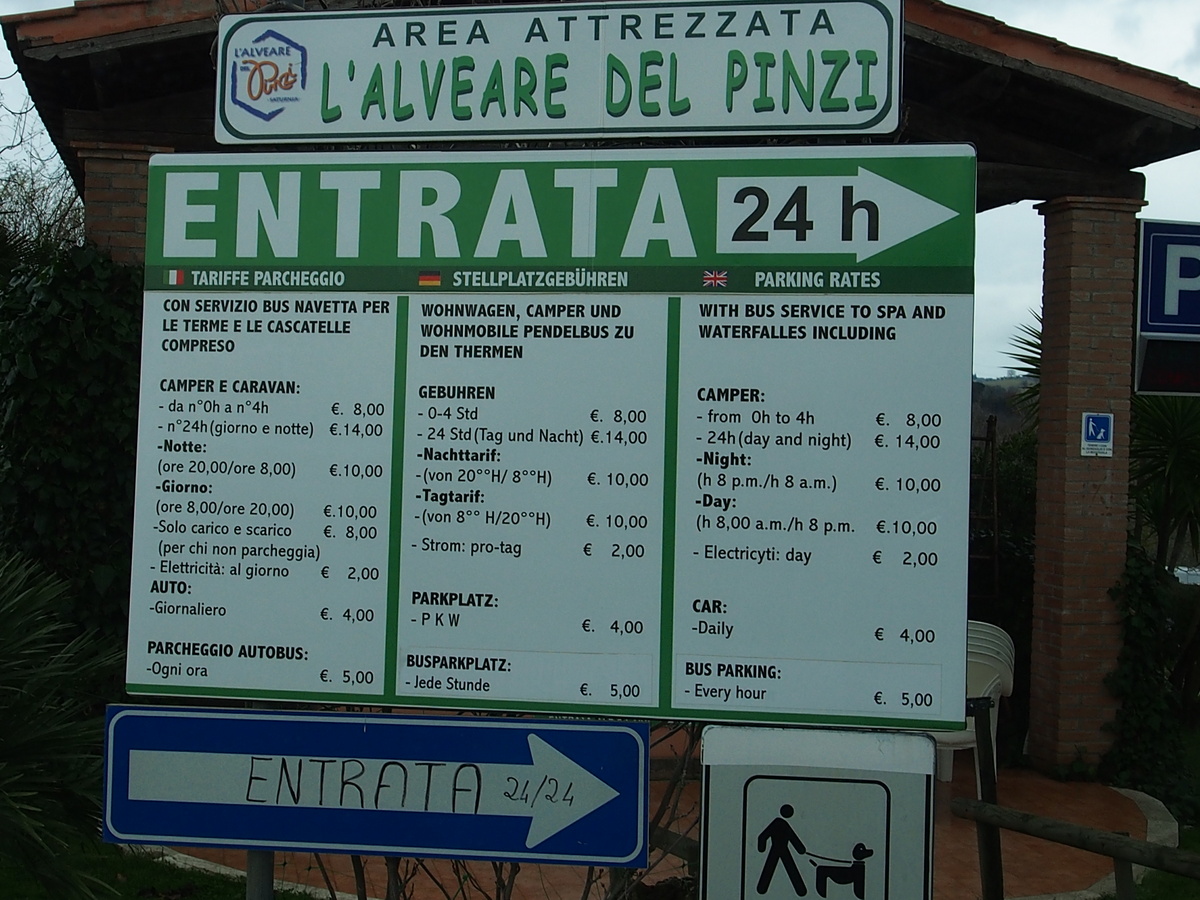 AREA ATTREZZATA
L'ALVEARE
Pinzi
SATURNIA
L'ALVEARE DEL PINZI
ENTRATA 24 h
TARIFFE PARCHEGGIO STELLPLATZGEBÜHREN PARKING RATES
CON SERVIZIO BUS NAVETTA PER
LE TERME E LE CASCATELLE
COMPRESO
CAMPER E CARAVAN:
- da n°0h a n°4h €. 8,00
- n°24h (giorno e notte) €.14,00
-Notte:
(ore 20,00/ore 8,00) €.10,00
-Giorno:
(ore 8,00/ore 20,00) €.10,00
-Solo carico e scarico €. 8,00
(per chi non parcheggia)
- Elettricità: al giorno € 2,00
AUTO:
-Giornaliero €. 4,00
PARCHEGGIO AUTOBUS:
-Ogni ora €. 5,00
WOHNWAGEN, CAMPER UND
WOHNMOBILE PENDELBUS ZU
DEN THERMEN
GEBUHREN
- 0-4 Std €. 8,00
- 24 Std (Tag und Nacht) €.14,00
-Nachttarif:
-(von 20°°H/ 8°°H) €. 10,00
-Tagtarif:
-(von 8°° H/20°°H) €. 10,00
- Strom: pro-tag € 2,00
PARKPLATZ:
- P K W €. 4,00
BUSPARKPLATZ:
- Jede Stunde €. 5,00
WITH BUS SERVICE TO SPA AND
WATERFALLES INCLUDING
CAMPER:
- from 0h to 4h €. 8,00
- 24h (day and night) €. 14,00
-Night:
(h 8 p.m./h 8 a.m.) €. 10,00
-Day:
(h 8,00 a.m./h 8 p.m. €.10,00
- Electricyti: day € 2,00
CAR:
-Daily € 4,00
BUS PARKING:
- Every hour €. 5,00
ENTRATA 24/24
P